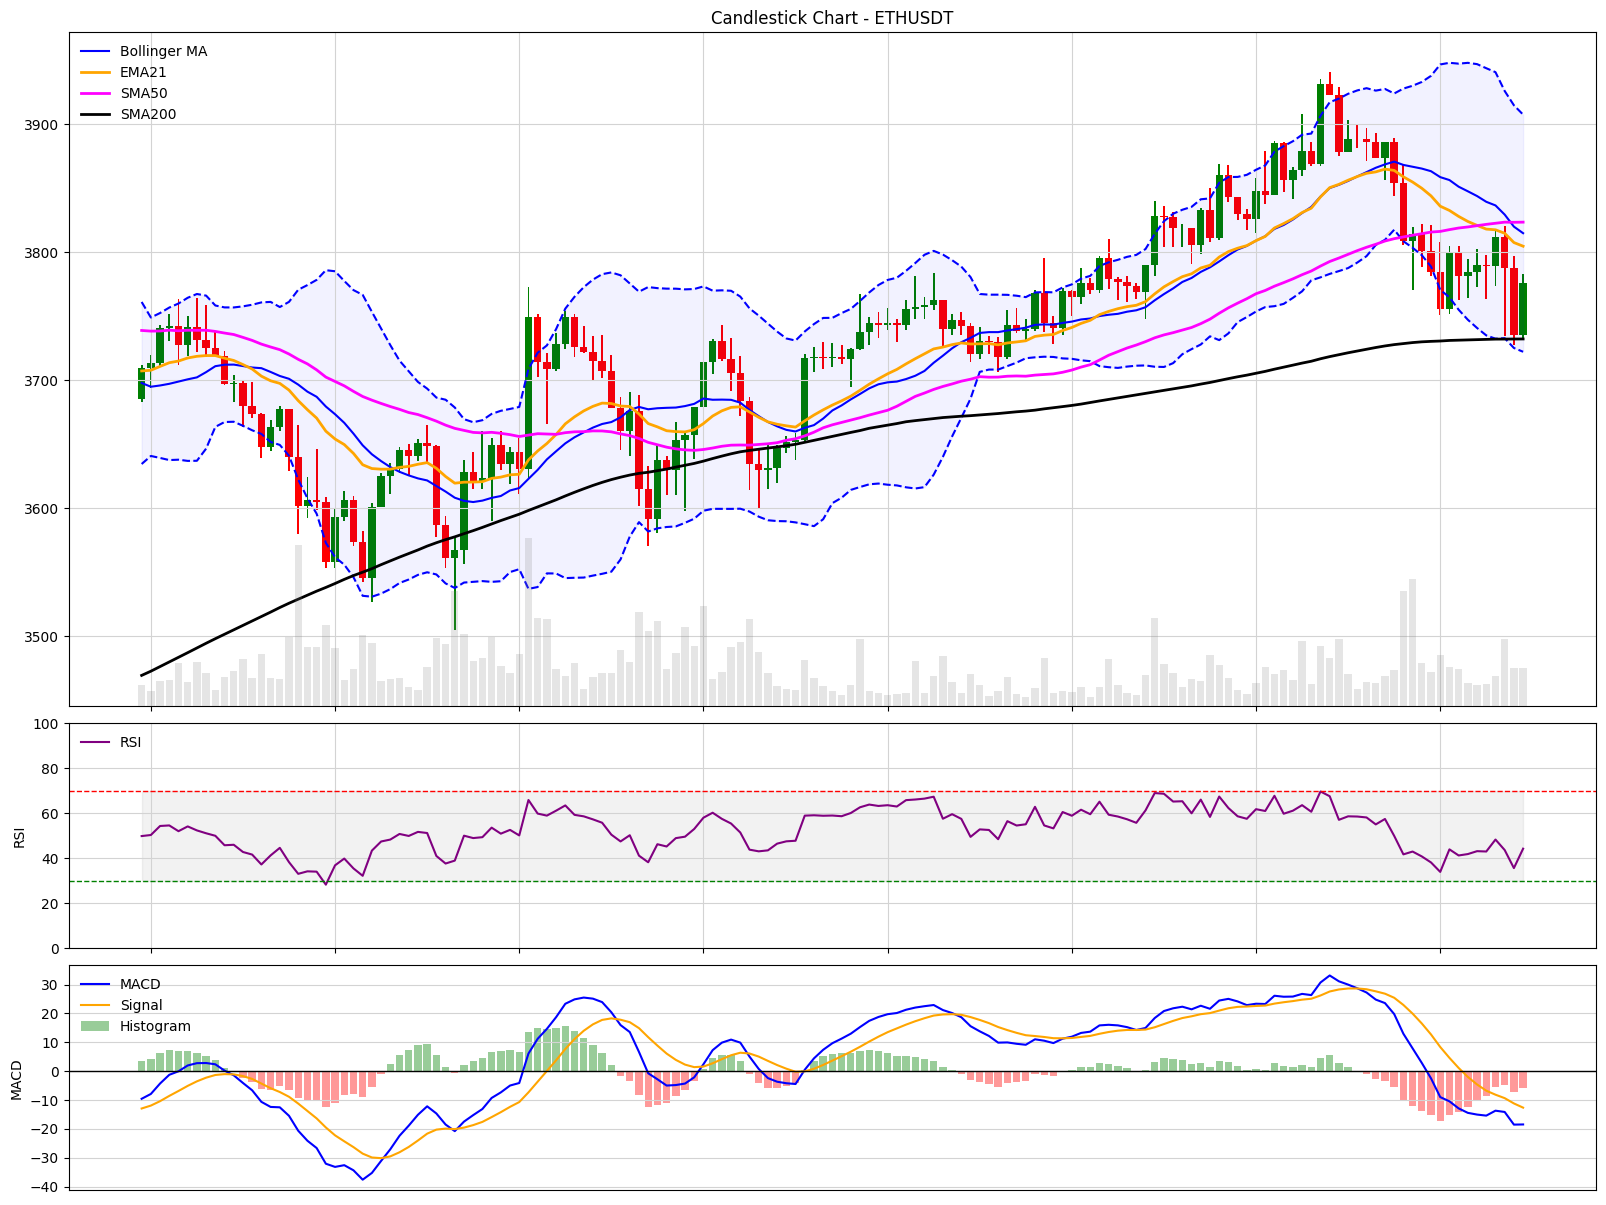 Candlestick Chart - ETHUSDT
Bollinger MA
EMA21
SMA50
SMA200
3900
3800
3700
3600
3500
100
80
60
40
20
0
RSI
RSI
30
20
10
0
−10
−20
−30
−40
MACD
MACD
Signal
Histogram